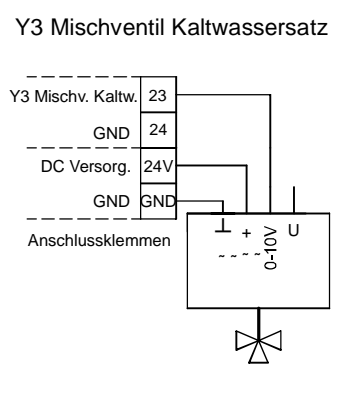 Y3 Mischventil Kaltwassersatz
Y3 Mischv. Kaltw. 23
GND 24
DC Versorg. 24V
GND GND
Anschlussklemmen
⊥ + 0-10V U
~ ~ ~ ~